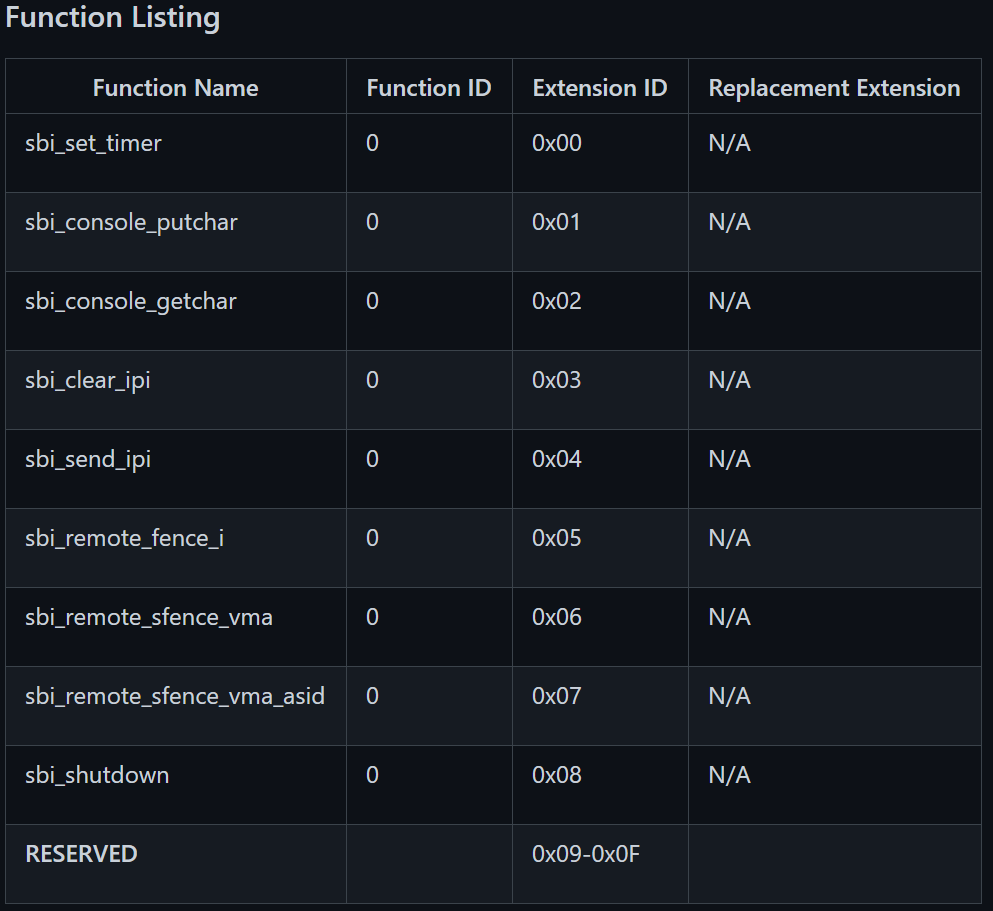 Function Listing
Function Name Function ID Extension ID Replacement Extension
sbi_set_timer 0 0x00 N/A
sbi_console_putchar 0 0x01 N/A
sbi_console_getchar 0 0x02 N/A
sbi_clear_ipi 0 0x03 N/A
sbi_send_ipi 0 0x04 N/A
sbi_remote_fence_i 0 0x05 N/A
sbi_remote_sfence_vma 0 0x06 N/A
sbi_remote_sfence_vma_asid 0 0x07 N/A
sbi_shutdown 0 0x08 N/A
RESERVED 0x09-0x0F